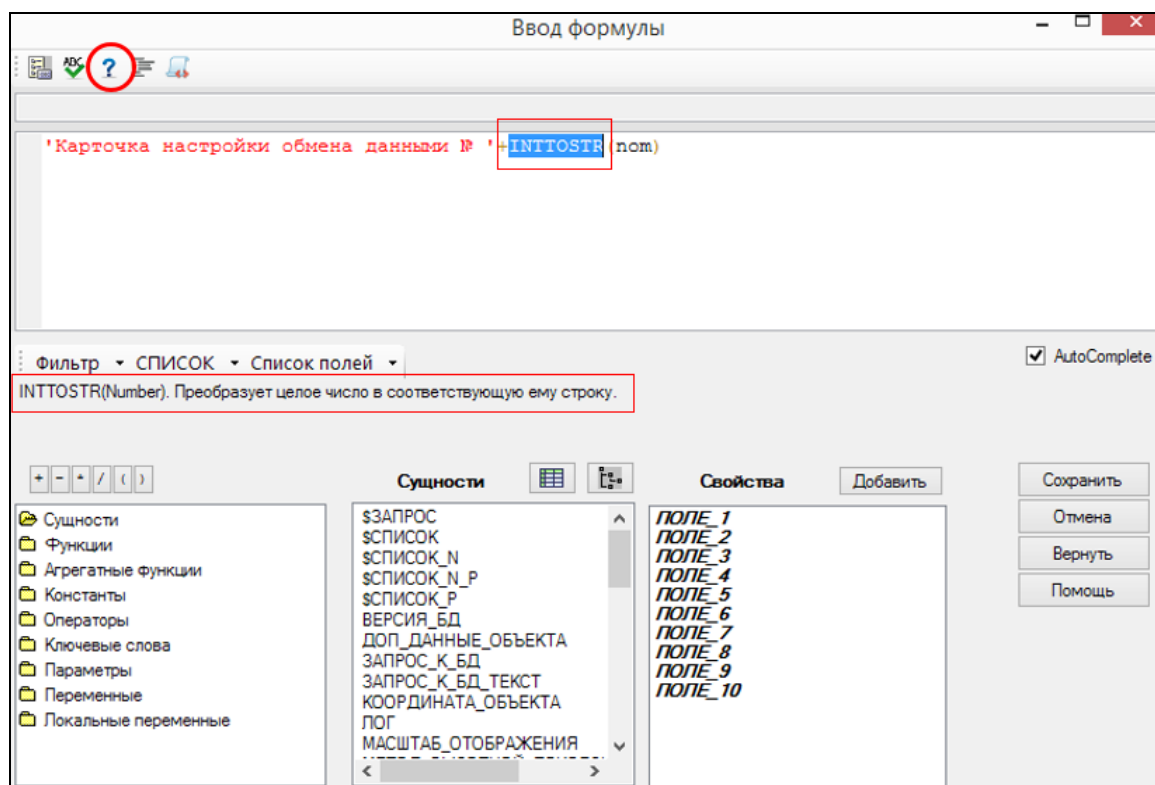 Ввод формулы
ABC ?
'Карточка настройки обмена данными № '+INTTOSTR(nom)
Фильтр СПИСОК Список полей
AutoComplete
INTTOSTR(Number). Преобразует целое число в соответствующую ему строку.
+ - * / ( )
Сущности
Свойства
Добавить
Сущности
Функции
Агрегатные функции
Константы
Операторы
Ключевые слова
Параметры
Переменные
Локальные переменные
$ЗАПРОС
$СПИСОК
$СПИСОК_N
$СПИСОК_N_P
$СПИСОК_P
ВЕРСИЯ_БД
ДОП_ДАННЫЕ_ОБЪЕКТА
ЗАПРОС_К_БД
ЗАПРОС_К_БД_ТЕКСТ
КООРДИНАТА_ОБЪЕКТА
ЛОГ
МАСШТАБ_ОТОБРАЖЕНИЯ
ПОЛЕ_1
ПОЛЕ_2
ПОЛЕ_3
ПОЛЕ_4
ПОЛЕ_5
ПОЛЕ_6
ПОЛЕ_7
ПОЛЕ_8
ПОЛЕ_9
ПОЛЕ_10
Сохранить
Отмена
Вернуть
Помощь